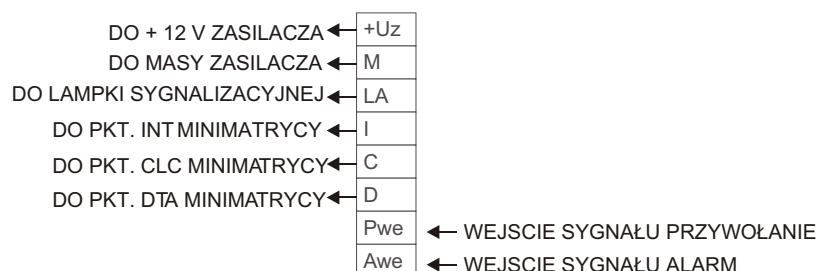 DO + 12 V ZASILACZA +Uz
DO MASY ZASILACZA M
DO LAMPKI SYGNALIZACYJNEJ LA
DO PKT. INT MINIMATRYCY I
DO PKT. CLC MINIMATRYCY C
DO PKT. DTA MINIMATRYCY D
Pwe WEJSCIE SYGNAŁU PRZYWOŁANIE
Awe WEJSCIE SYGNAŁU ALARM